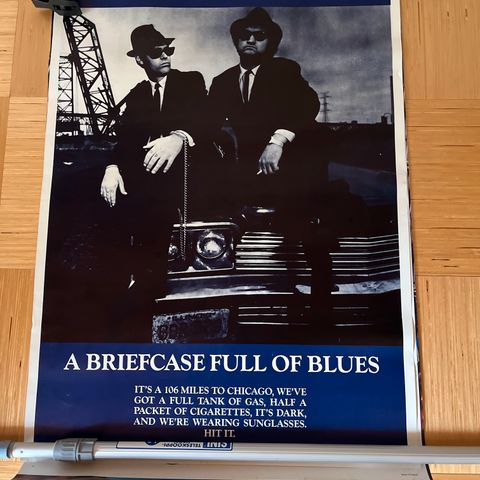 A BRIEFCASE FULL OF BLUES
IT'S A 106 MILES TO CHICAGO, WE'VE
GOT A FULL TANK OF GAS, HALF A
PACKET OF CIGARETTES, IT'S DARK,
AND WE'RE WEARING SUNGLASSES.
HIT IT.